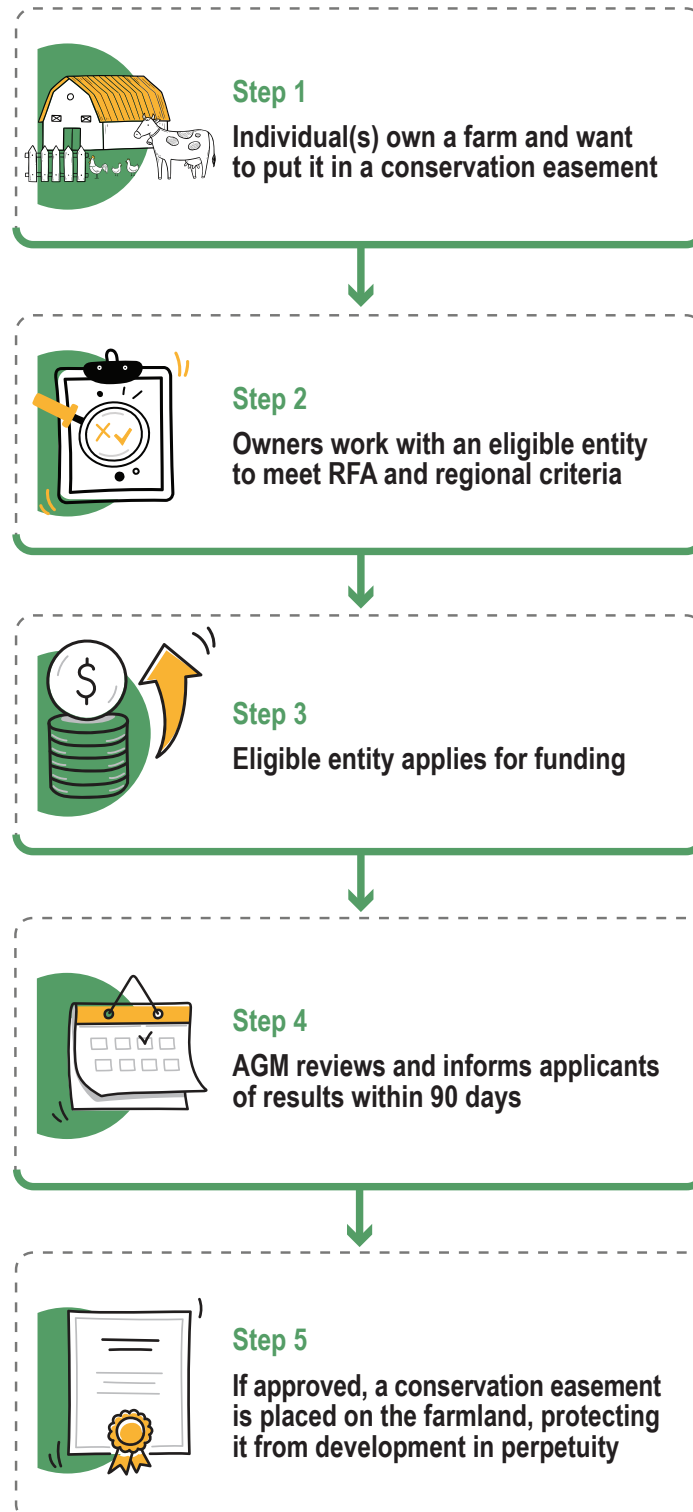 Step 1
Individual(s) own a farm and want
to put it in a conservation easement
Step 2
Owners work with an eligible entity
to meet RFA and regional criteria
$
Step 3
Eligible entity applies for funding
Step 4
AGM reviews and informs applicants
of results within 90 days
Step 5
If approved, a conservation easement
is placed on the farmland, protecting
it from development in perpetuity